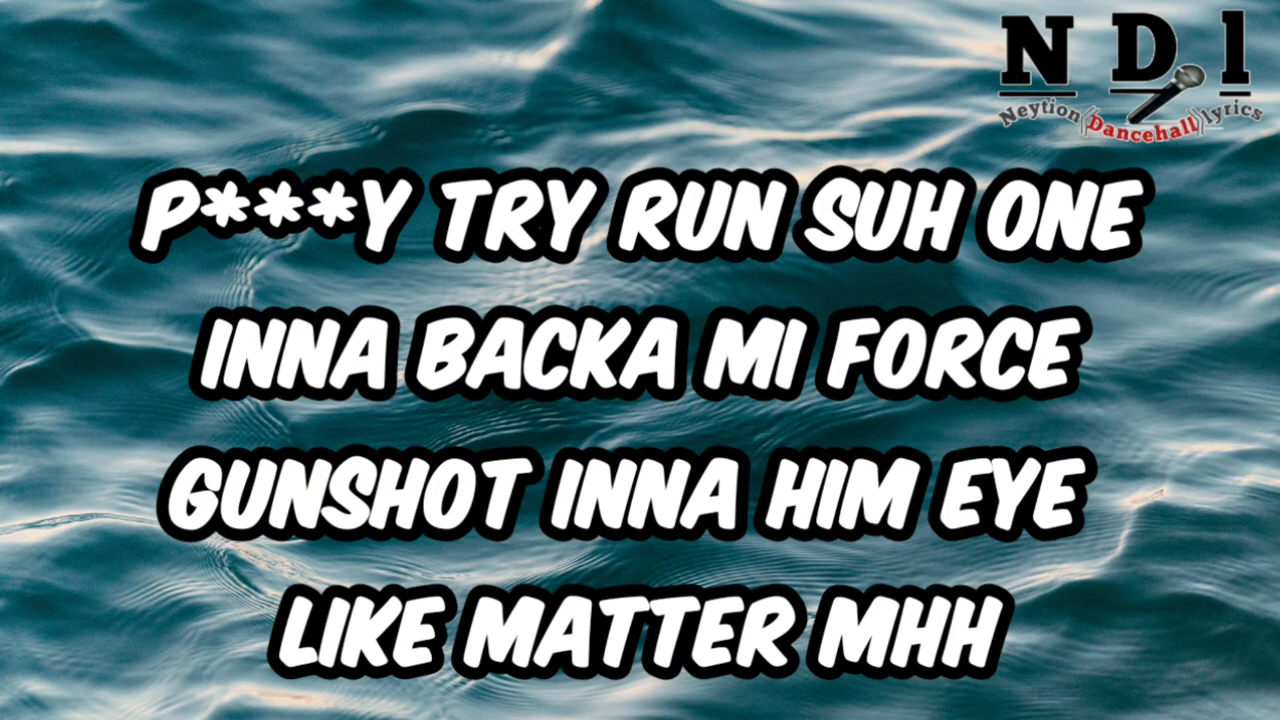 N D l
Neytion Dancehall lyrics
P***Y TRY RUN SUH ONE
INNA BACKA MI FORCE
GUNSHOT INNA HIM EYE
LIKE MATTER MHH